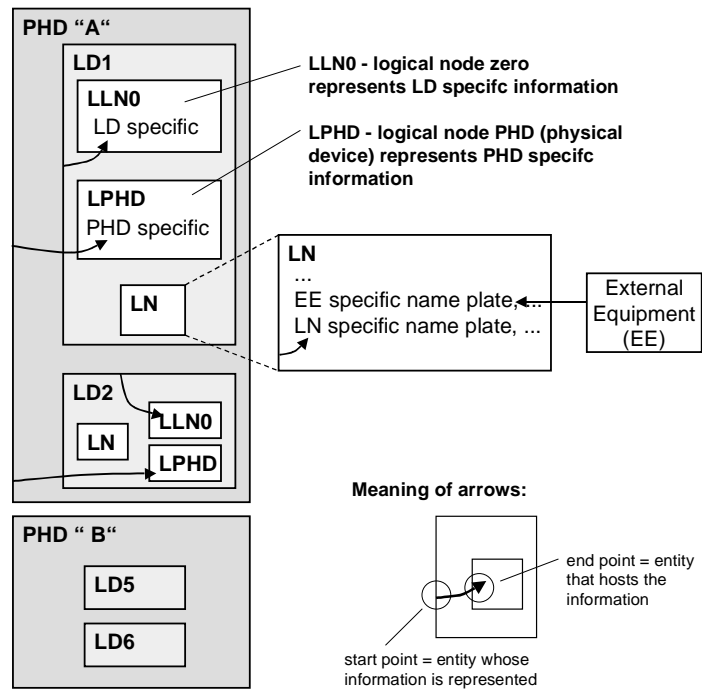 PHD “A“
LD1
LLN0
LD specific
LPHD
PHD specific
LN
LLN0 - logical node zero
represents LD specifc information
LPHD - logical node PHD (physical
device) represents PHD specifc
information
LN
...
EE specific name plate, ...
LN specific name plate, ...
External
Equipment
(EE)
LD2
LLN0
LN
LPHD
PHD “ B“
LD5
LD6
Meaning of arrows:
end point = entity
that hosts the
information
start point = entity whose
information is represented